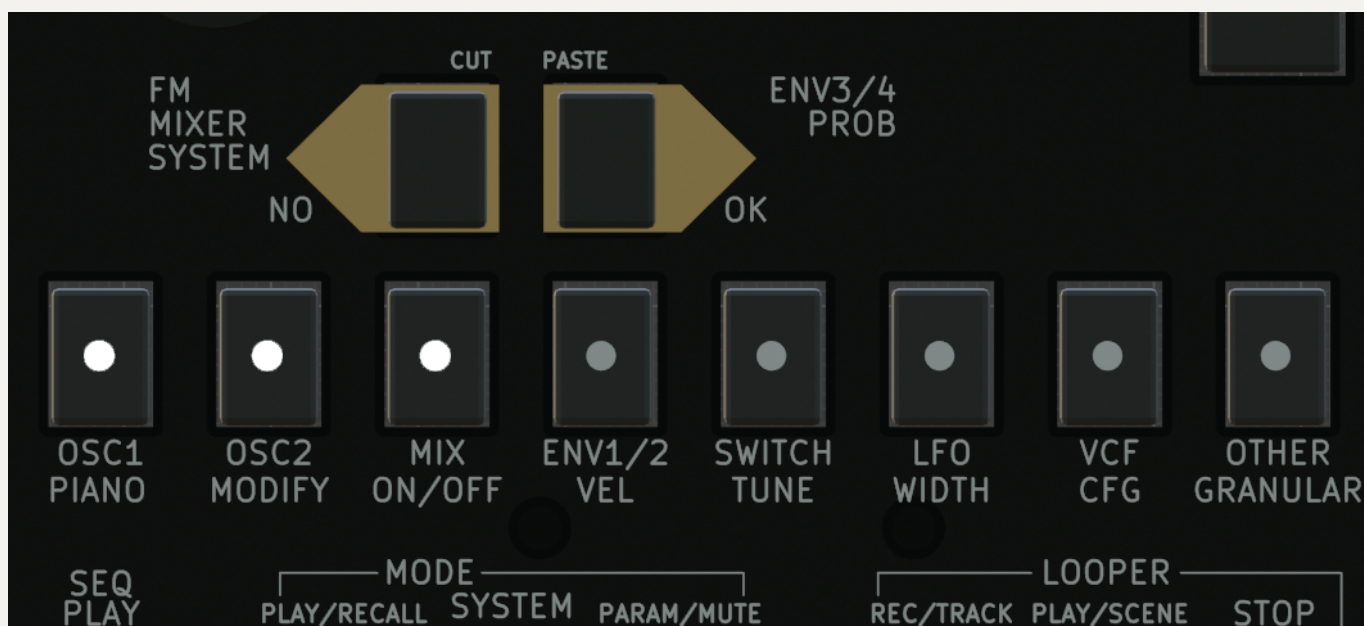 CUT
PASTE
FM
MIXER
SYSTEM
NO
ENV3/4
PROB
OK
OSC1
PIANO
OSC2
MODIFY
MIX
ON/OFF
ENV1/2
VEL
SWITCH
TUNE
LFO
WIDTH
VCF
CFG
OTHER
GRANULAR
SEQ
PLAY
MODE
PLAY/RECALL
SYSTEM
PARAM/MUTE
LOOPER
REC/TRACK
PLAY/SCENE
STOP